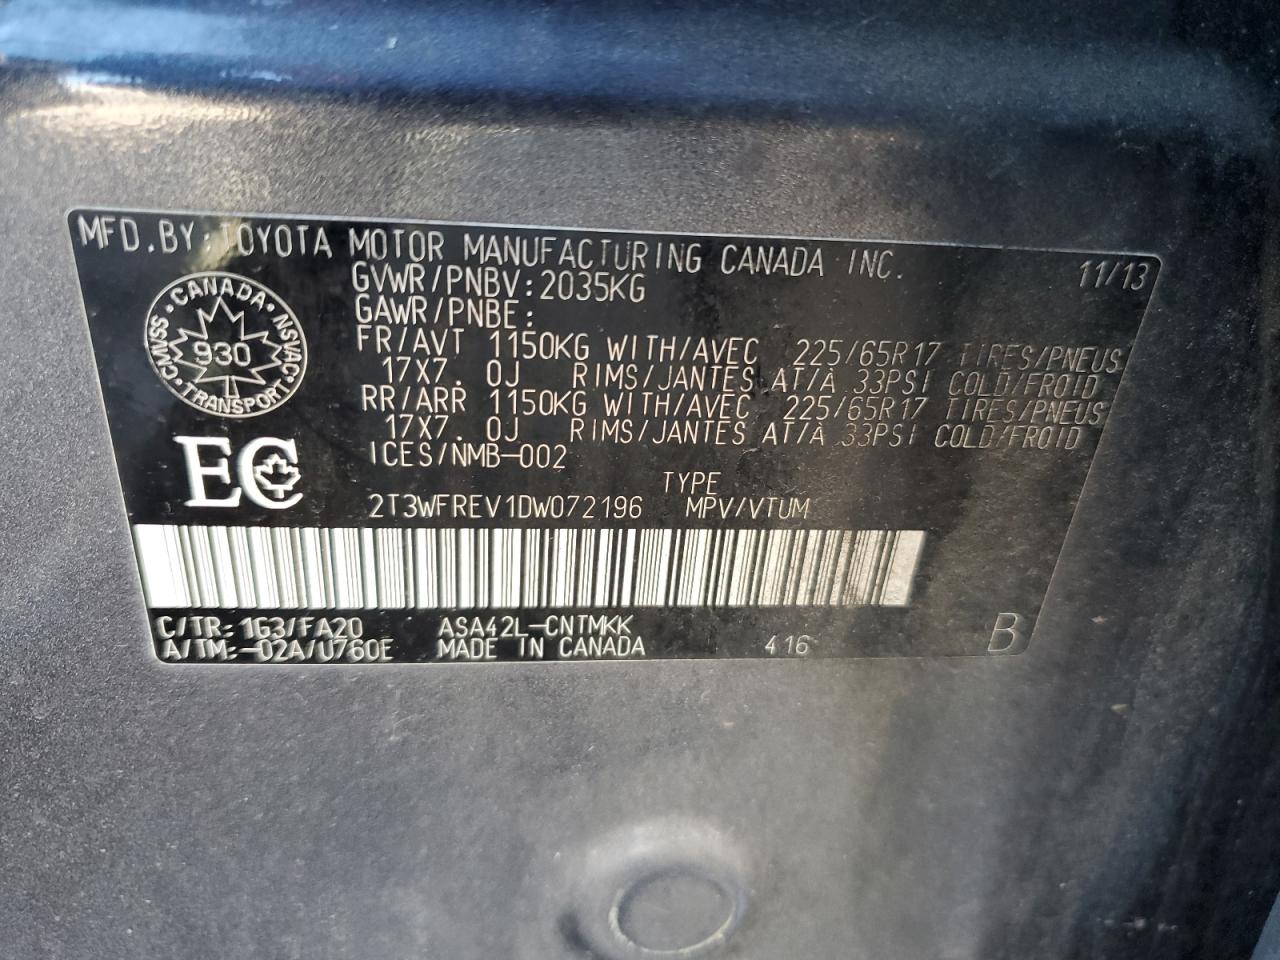 MFD.BY:TOYOTA MOTOR MANUFACTURING CANADA INC. 11/13
GVWR/PNBV:2035KG
GAWR/PNBE:
FR/AVT 1150KG WITH/AVEC 225/65R17 TIRES/PNEUS
17X7.0J RIMS/JANTES AT/À 33PSI COLD/FROID
RR/ARR 1150KG WITH/AVEC 225/65R17 TIRES/PNEUS
17X7.0J RIMS/JANTES AT/À 33PSI COLD/FROID
ICES/NMB-002
TYPE
2T3WFREV1DW072196 MPV/VTUM
CANADA
CMVSS 930 NSVAC
TRANSPORT
EC
C/TR: 163/FA20 ASA42L-CNTMKK
A/TM:-02A/U760E MADE IN CANADA 416 B